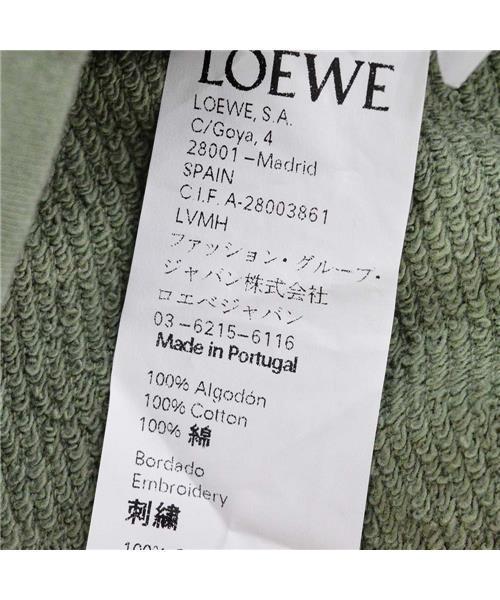 LOEWE
LOEWE, S.A.
C/Goya, 4
28001 – Madrid
SPAIN
C.I.F. A-28003861
LVMH
ファッション・グループ・
ジャパン株式会社
ロエベジャパン
03-6215-6116
Made in Portugal
100% Algodón
100% Cotton
100% 綿
Bordado
Embroidery
刺繍
100%